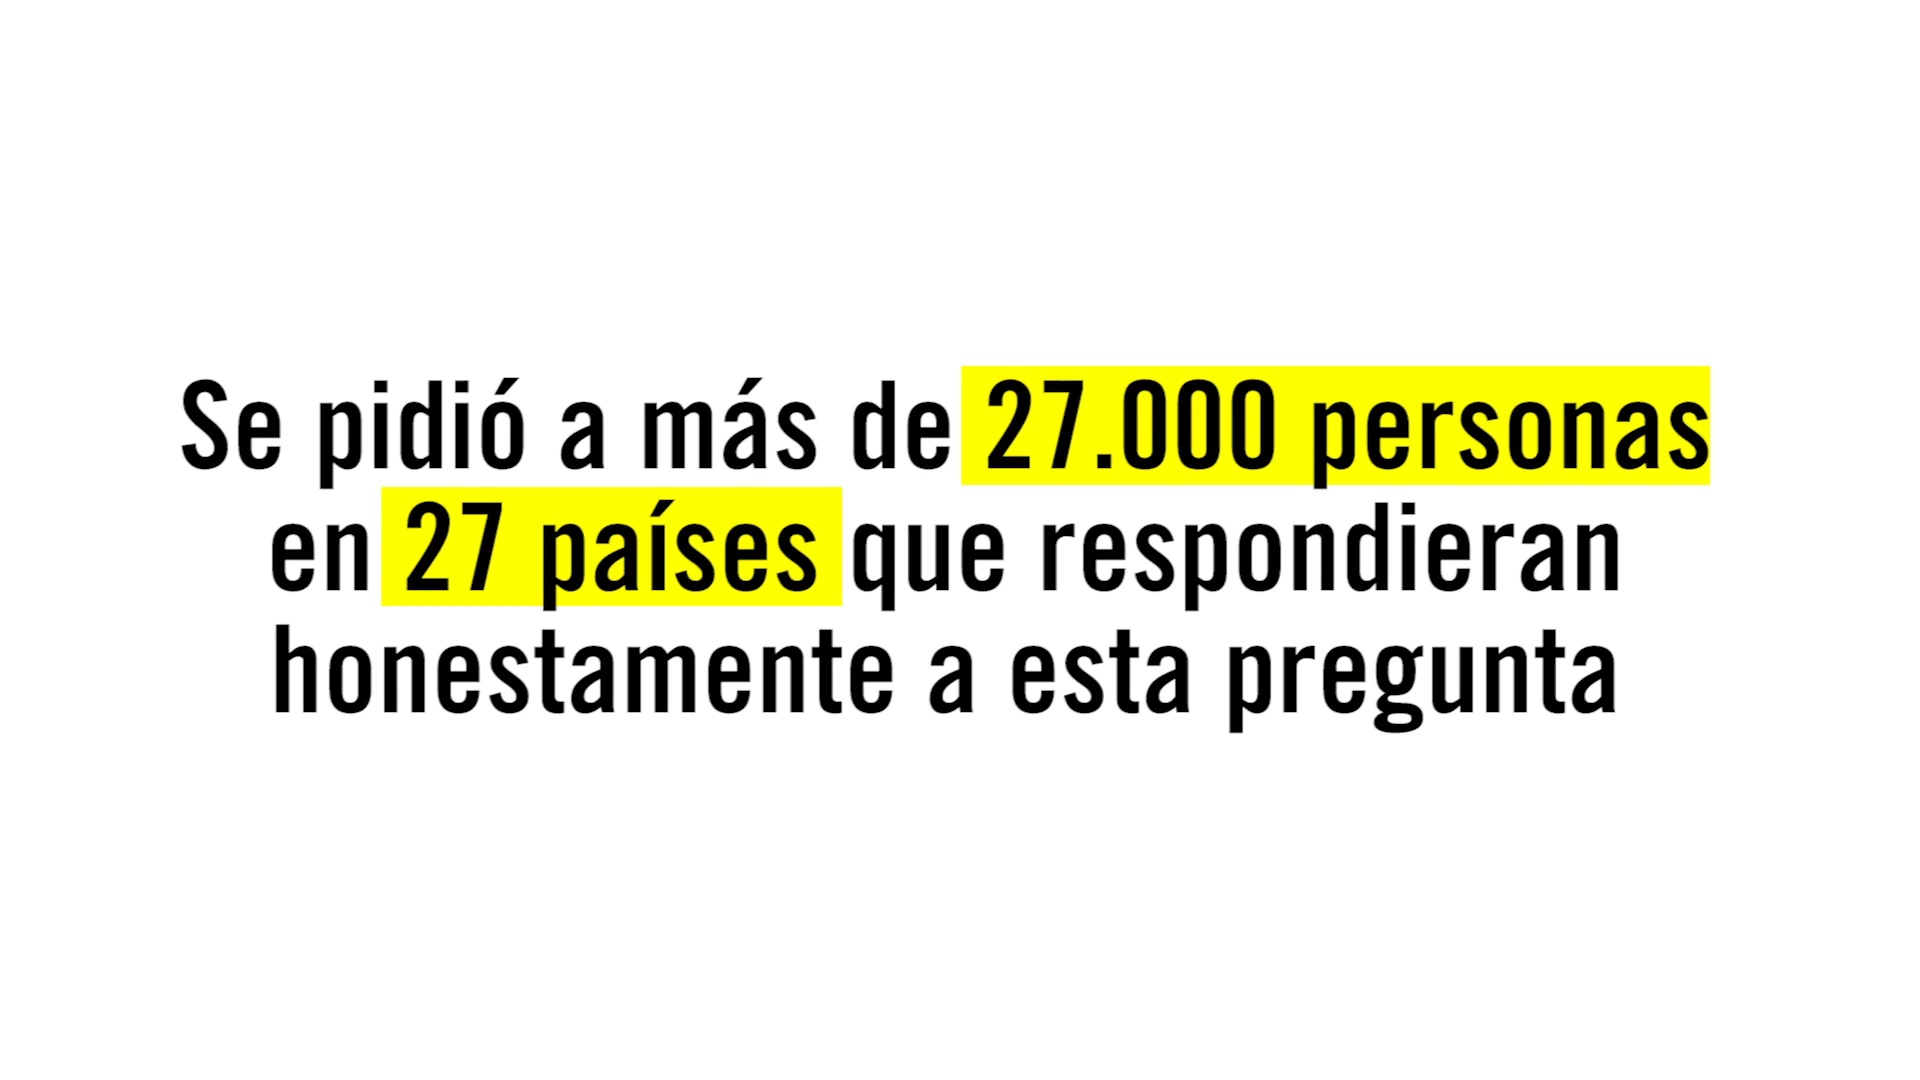 Se pidió a más de 27.000 personas
en 27 países que respondieran
honestamente a esta pregunta